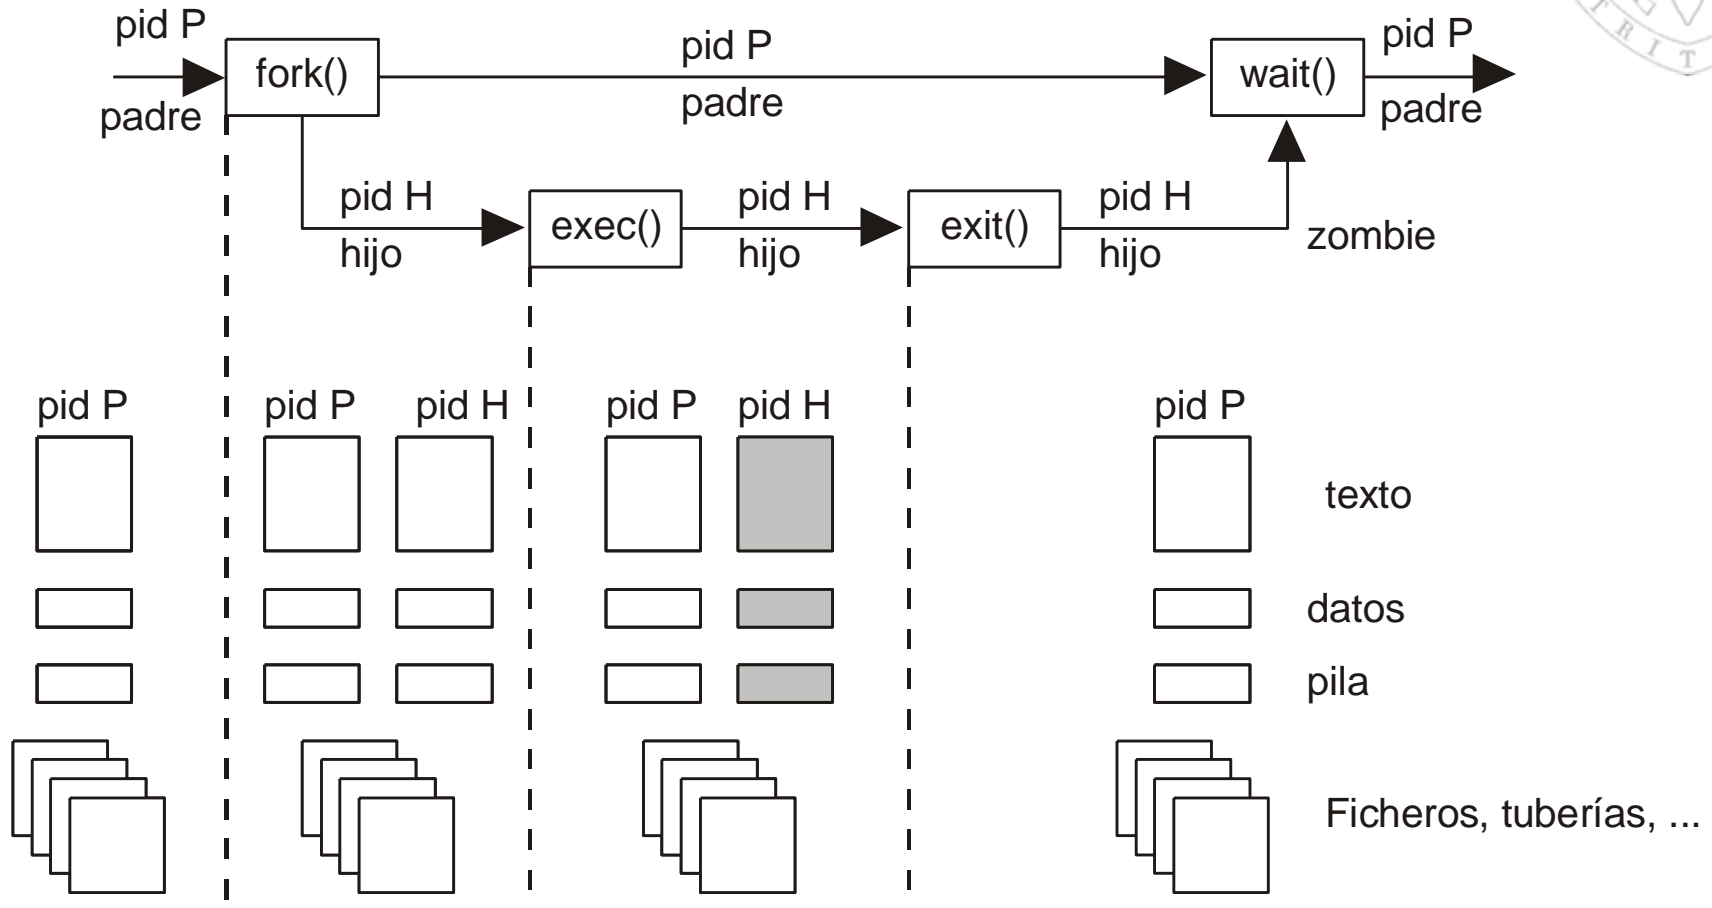 pid P
padre
fork()
pid P
padre
wait()
pid P
padre
pid H
hijo
exec()
pid H
hijo
exit()
pid H
hijo
zombie
pid P
pid P
pid H
pid P
pid H
pid P
texto
datos
pila
Ficheros, tuberías, ...